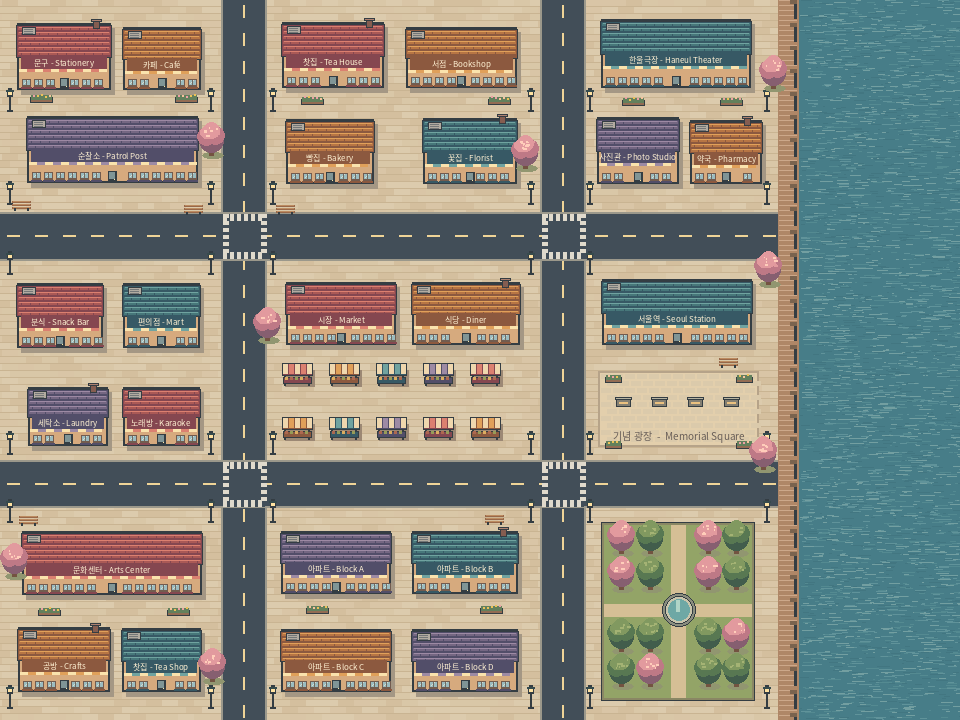 문구 - Stationery
카페 - Café
찻집 - Tea House
서점 - Bookshop
한울극장 - Haneul Theater
순찰소 - Patrol Post
빵집 - Bakery
꽃집 - Florist
사진관 - Photo Studio
약국 - Pharmacy
분식 - Snack Bar
편의점 - Mart
시장 - Market
식당 - Diner
서울역 - Seoul Station
세탁소 - Laundry
노래방 - Karaoke
기념 광장 - Memorial Square
문화센터 - Arts Center
아파트 - Block A
아파트 - Block B
공방 - Crafts
찻집 - Tea Shop
아파트 - Block C
아파트 - Block D